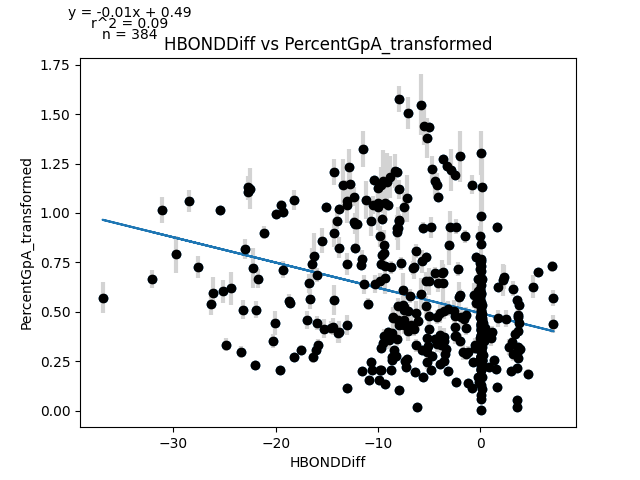 y = -0.01x + 0.49
r^2 = 0.09
n = 384
HBONDDiff vs PercentGpA_transformed
PercentGpA_transformed
1.75
1.50
1.25
1.00
0.75
0.50
0.25
0.00
−30
−20
−10
0
HBONDDiff